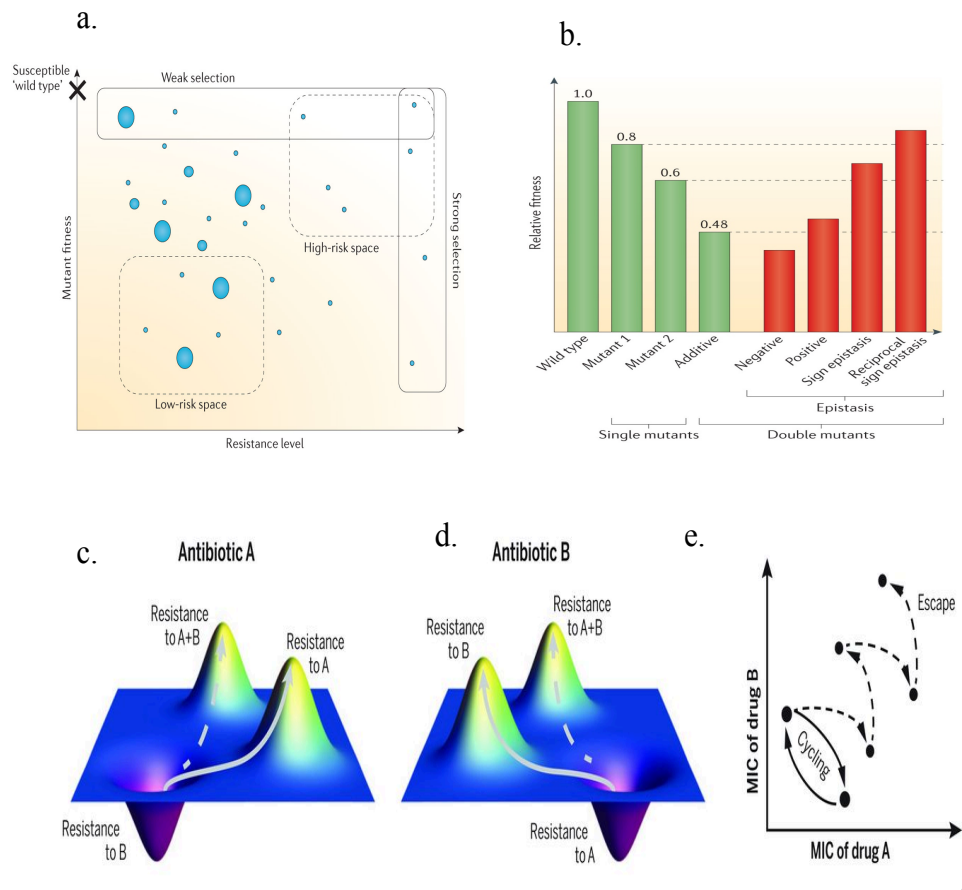 a.
Susceptible
'wild type'
Weak selection
High-risk space
Strong selection
Mutant fitness
Low-risk space
Resistance level
b.
1.0
0.8
0.6
0.48
Relative fitness
Wild type
Mutant 1
Mutant 2
Additive
Negative
Positive
Sign epistasis
Reciprocal
sign epistasis
Epistasis
Single mutants
Double mutants
c.
Antibiotic A
Resistance
to A+B
Resistance
to A
Resistance
to B
d.
Antibiotic B
Resistance
to B
Resistance
to A+B
Resistance
to A
e.
Escape
MIC of drug B
Cycling
MIC of drug A